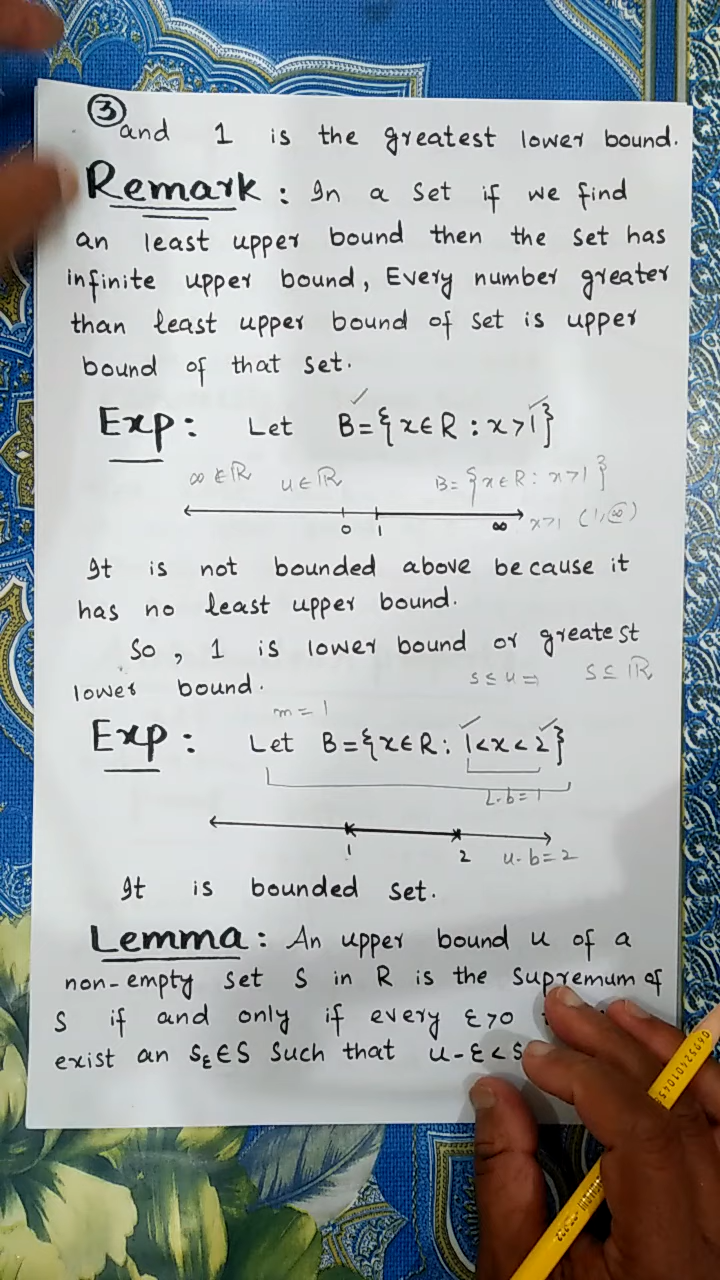 ③
and 1 is the greatest lower bound.
Remark : In a set if we find
an least upper bound then the set has
infinite upper bound, Every number greater
than least upper bound of set is upper
bound of that set.
Exp : Let B={x∈R : x>1}
∞∉ℝ u∈ℝ B={x∈R: x>1}
0 1 ∞ x>1 (1,∞)
It is not bounded above because it
has no least upper bound.
So, 1 is lower bound or greatest
lower bound. s≤u⇒ S⊆ℝ
m=1
Exp : Let B={x∈R: 1<x<2}
L.b=1
1 2 u.b=2
It is bounded set.
Lemma : An upper bound u of a
non-empty set S in R is the Supremum of
S if and only if every ε>0
exist an sε∈S Such that u-ε<s